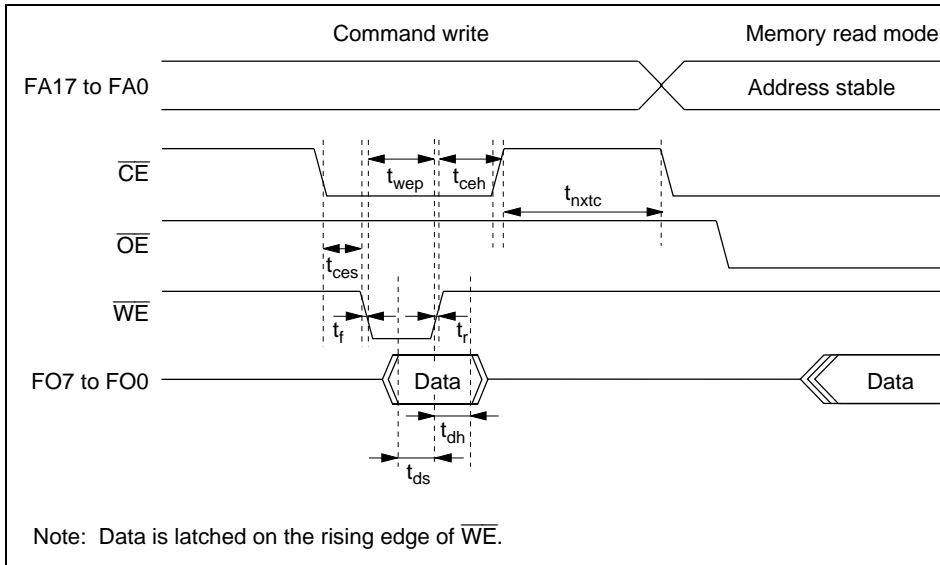 Command write
Memory read mode
FA17 to FA0
Address stable
CE
twep
tceh
tnxtc
OE
tces
WE
tf
tr
FO7 to FO0
Data
Data
tdh
tds
Note: Data is latched on the rising edge of WE.